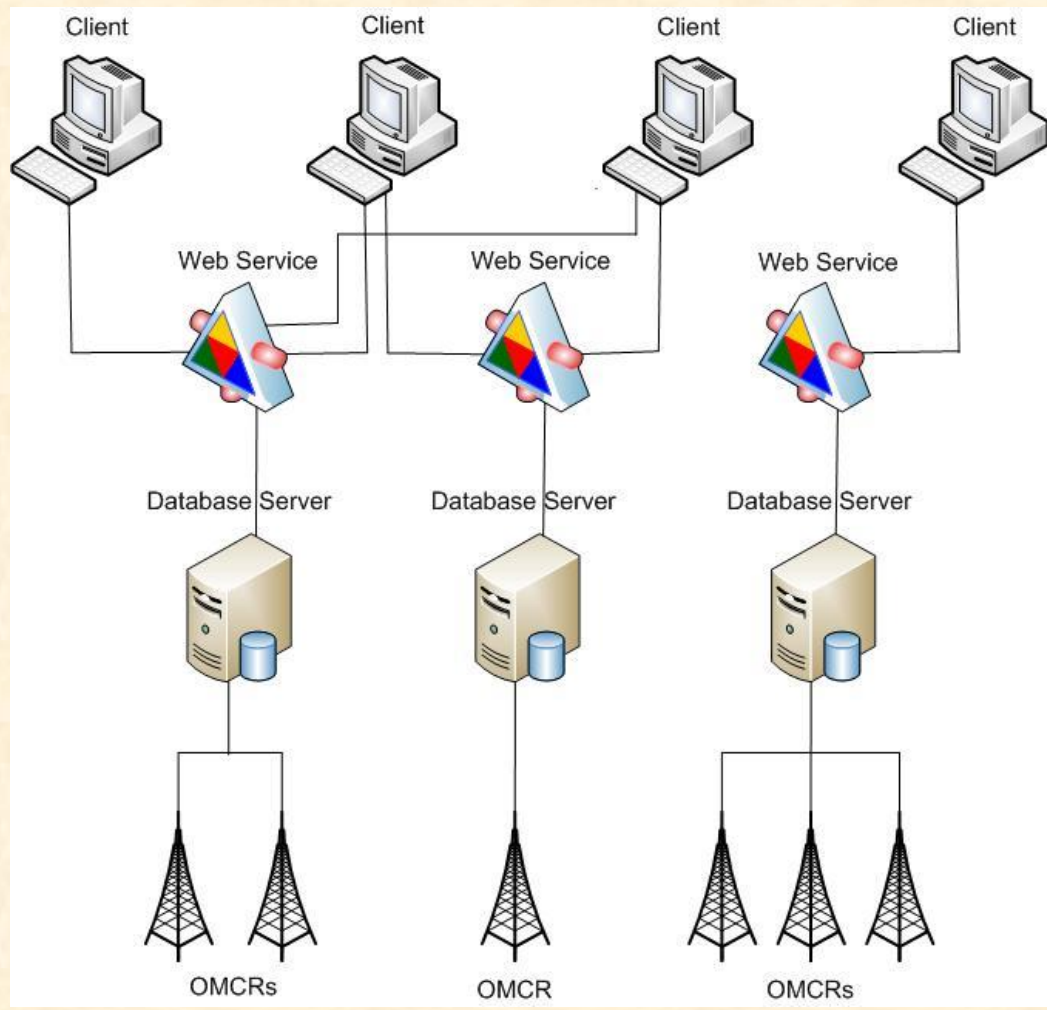 Client
Client
Client
Client
Web Service
Web Service
Web Service
Database Server
Database Server
Database Server
OMCRs
OMCR
OMCRs